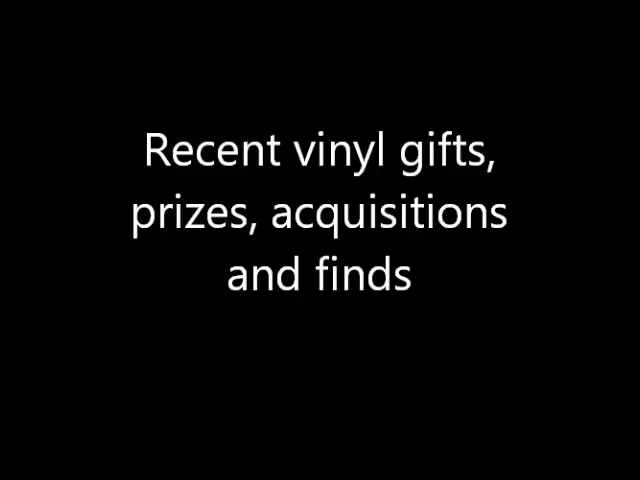 Recent vinyl gifts,
prizes, acquisitions
and finds